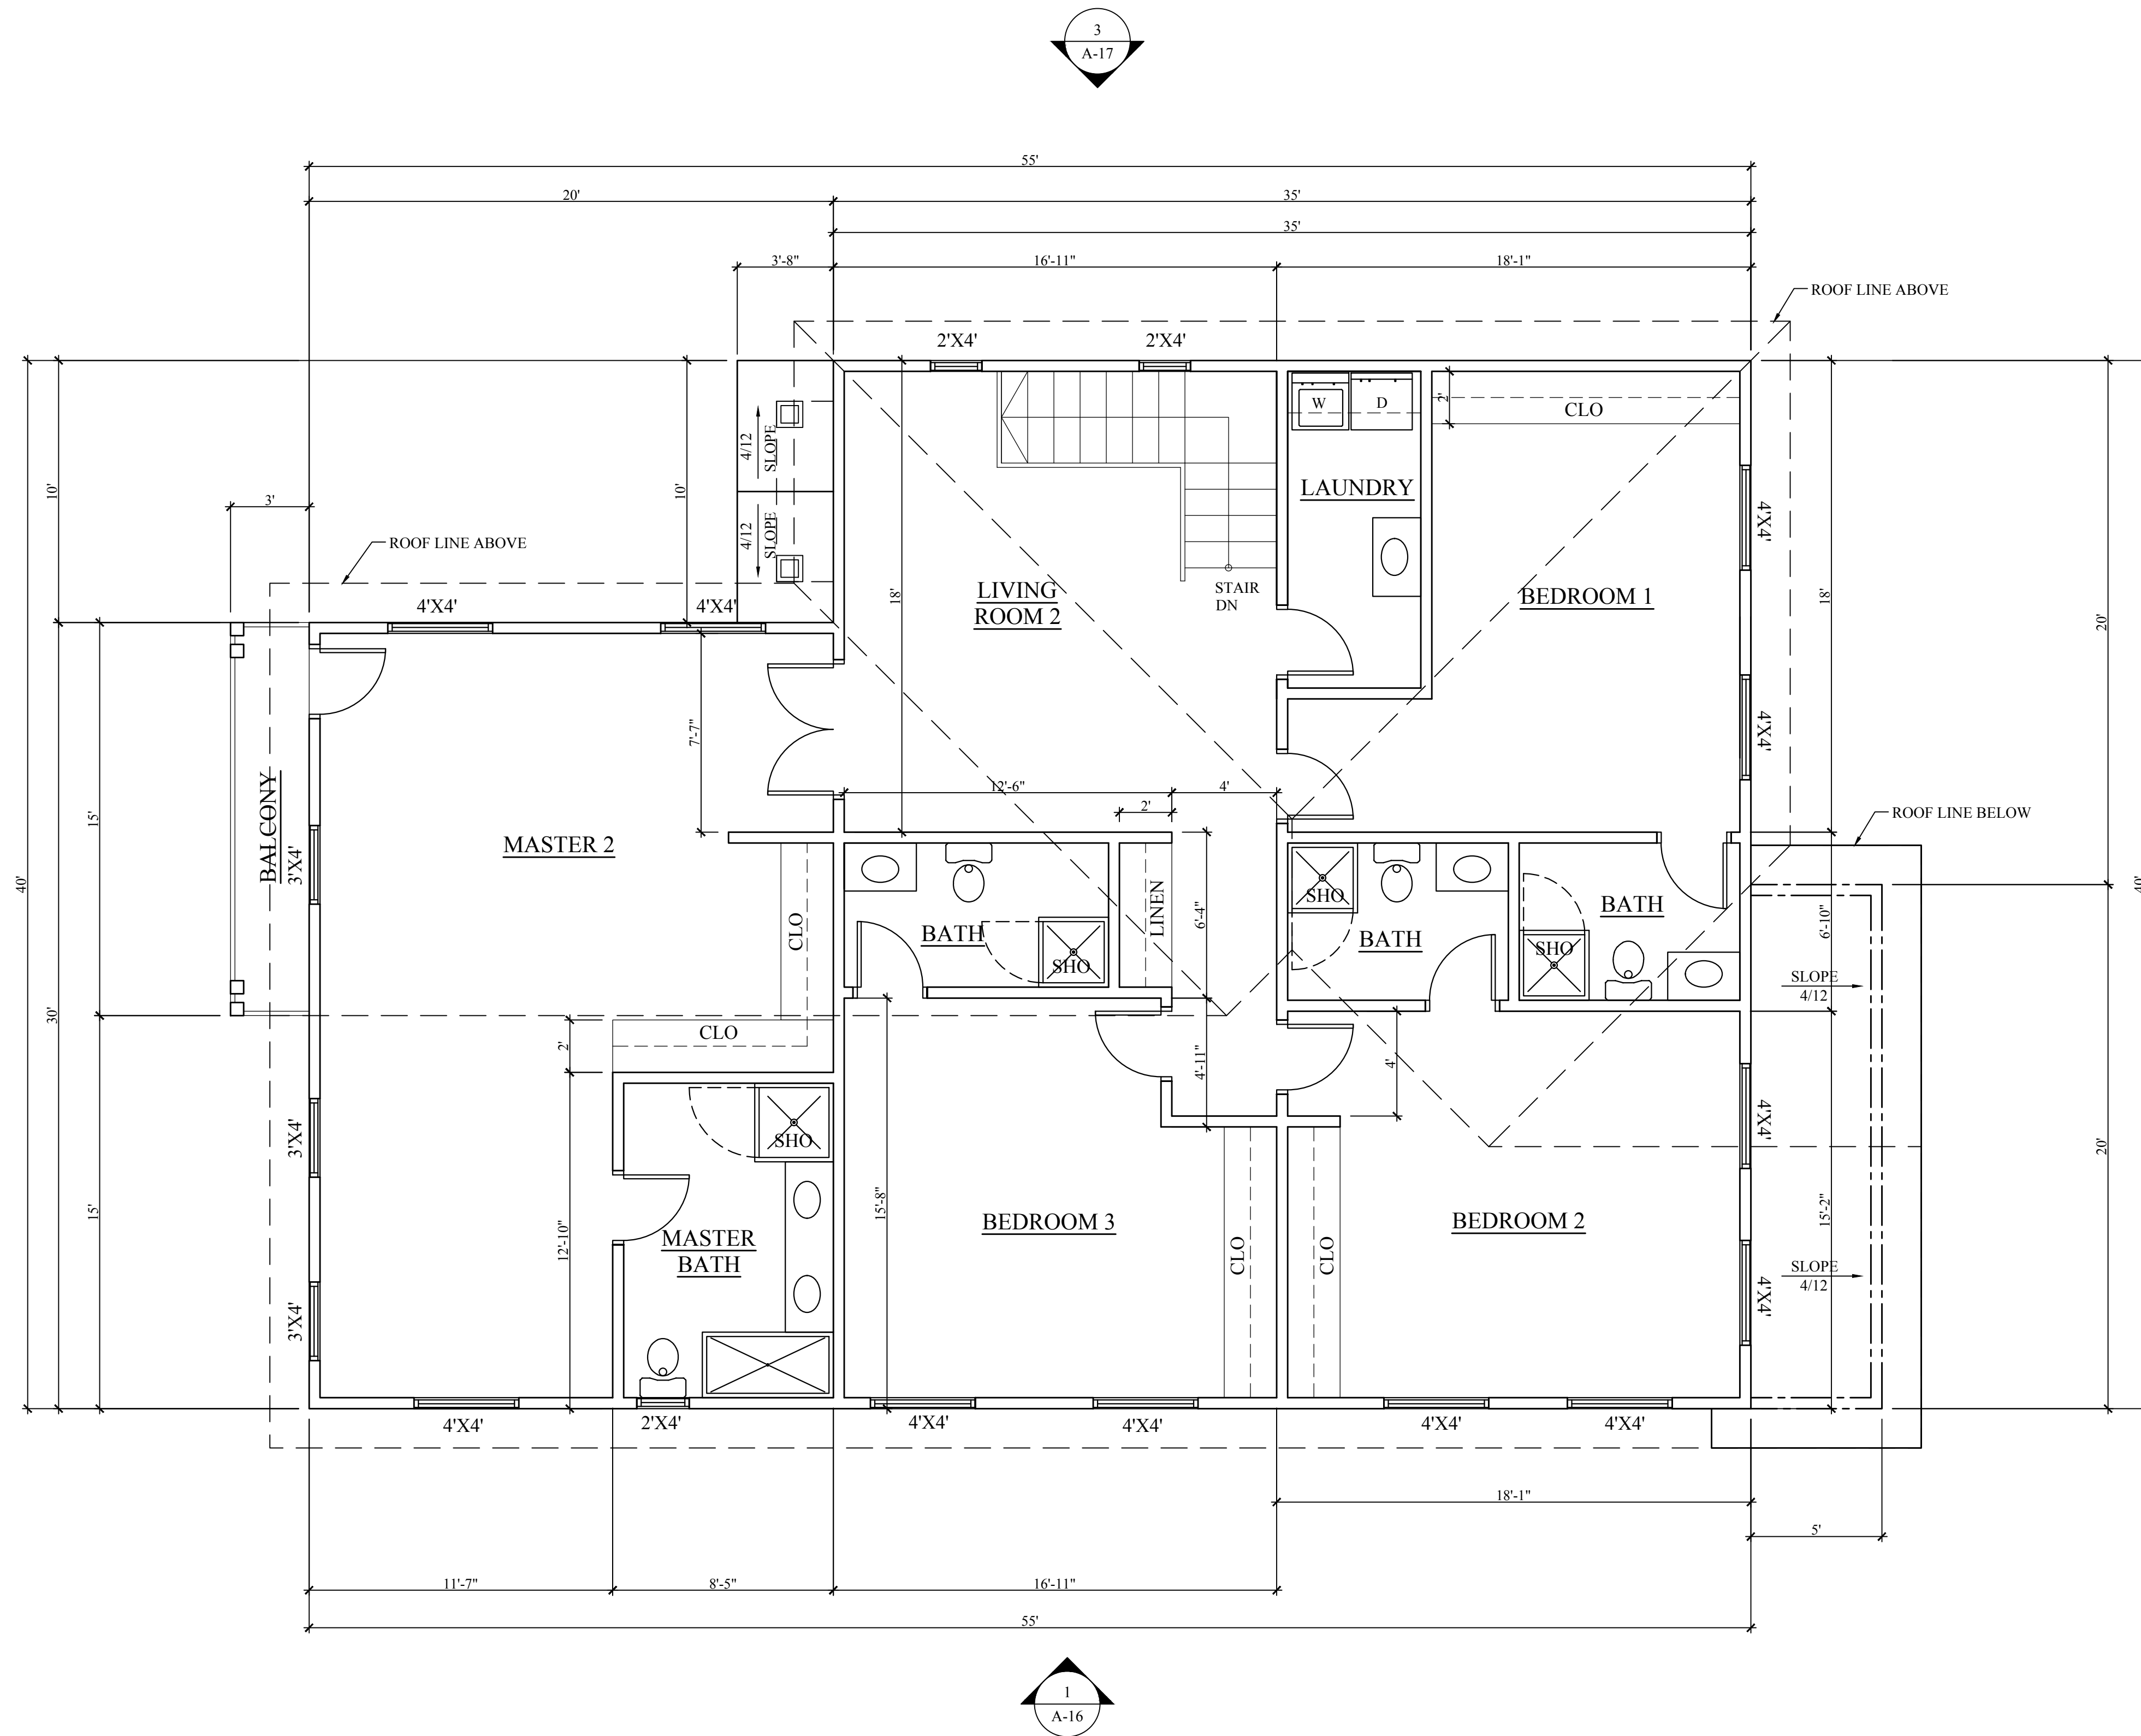 3
A-17
55'
20'
35'
35'
3'-8"
16'-11"
18'-1"
ROOF LINE ABOVE
2'X4'
2'X4'
W
D
2'
CLO
4/12
SLOPE
10'
10'
3'
LAUNDRY
4'X4'
4/12
SLOPE
ROOF LINE ABOVE
4'X4'
4'X4'
18'
LIVING
ROOM 2
STAIR
DN
BEDROOM 1
18'
20'
7'-7"
4'X4'
12'-6"
4'
2'
ROOF LINE BELOW
15'
BALCONY
3'X4'
MASTER 2
40'
40'
CLO
BATH
SHO
LINEN
6'-4"
SHO
BATH
BATH
SHO
6'-10"
SLOPE
4/12
30'
CLO
2'
4'-11"
4'
3'X4'
SHO
4'X4'
20'
15'
12'-10"
MASTER
BATH
15'-8"
BEDROOM 3
CLO
CLO
BEDROOM 2
15'-2"
SLOPE
4/12
3'X4'
4'X4'
4'X4'
2'X4'
4'X4'
4'X4'
4'X4'
4'X4'
18'-1"
5'
11'-7"
8'-5"
16'-11"
55'
1
A-16